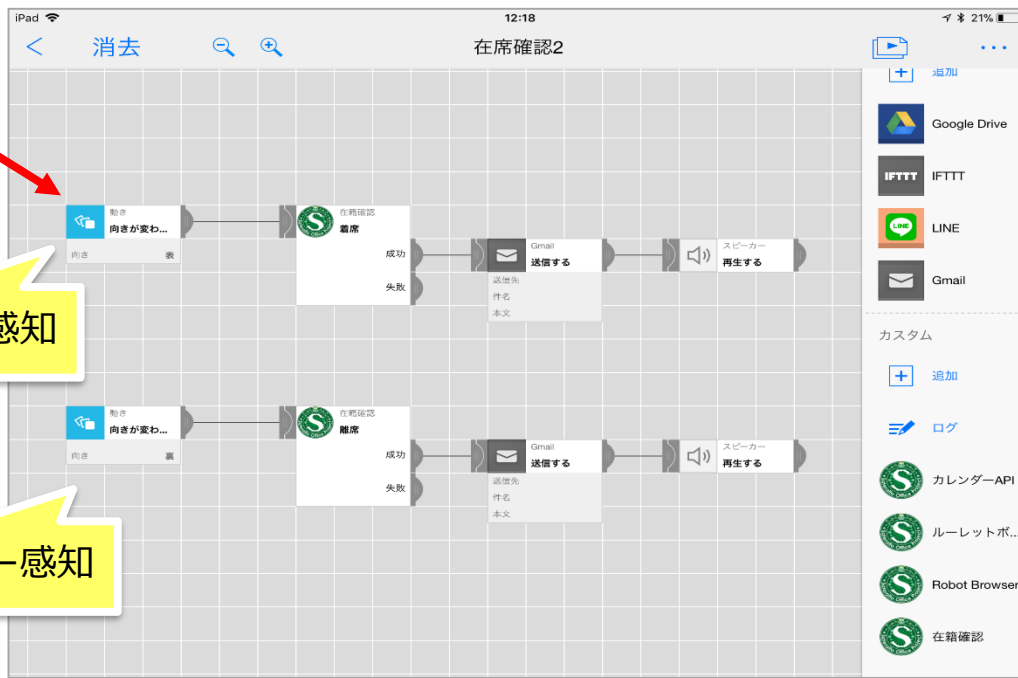 iPad 12:18 21%
消去 在席確認2
追加
Google Drive
IFTTT IFTTT
LINE LINE
Gmail
カスタム
追加
ログ
カレンダーAPI
ルーレットボ...
Robot Browser
在籍確認
動き
向きが変わ...
向き 表
在籍確認
着席
成功
失敗
Gmail
送信する
送信先
件名
本文
スピーカー
再生する
感知
動き
向きが変わ...
向き 裏
在籍確認
離席
成功
失敗
Gmail
送信する
送信先
件名
本文
スピーカー
再生する
ー感知